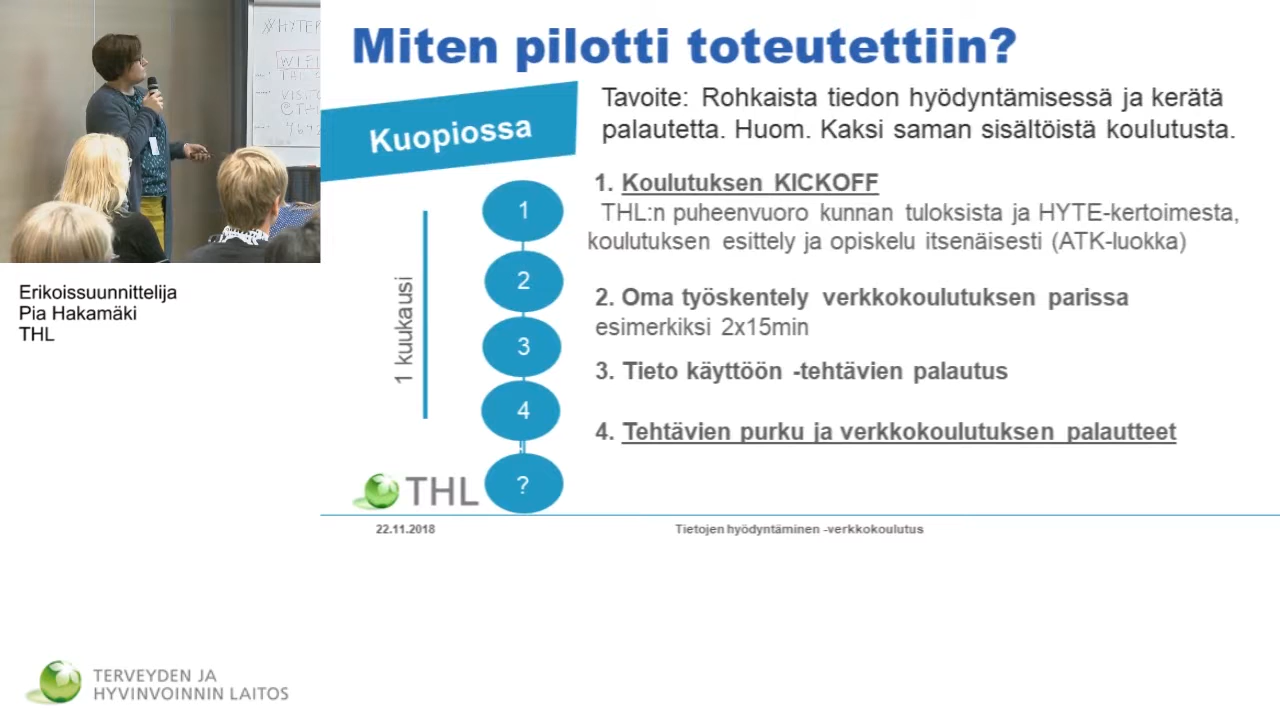 #HYTE
WIFI
VISIT
Miten pilotti toteutettiin?
Kuopiossa
Tavoite: Rohkaista tiedon hyödyntämisessä ja kerätä
palautetta. Huom. Kaksi saman sisältöistä koulutusta.
1. Koulutuksen KICKOFF
THL:n puheenvuoro kunnan tuloksista ja HYTE-kertoimesta,
koulutuksen esittely ja opiskelu itsenäisesti (ATK-luokka)
2. Oma työskentely verkkokoulutuksen parissa
esimerkiksi 2x15min
3. Tieto käyttöön -tehtävien palautus
4. Tehtävien purku ja verkkokoulutuksen palautteet
1 kuukausi
1
2
3
4
?
THL
22.11.2018
Tietojen hyödyntäminen -verkkokoulutus
Erikoissuunnittelija
Pia Hakamäki
THL
TERVEYDEN JA
HYVINVOINNIN LAITOS